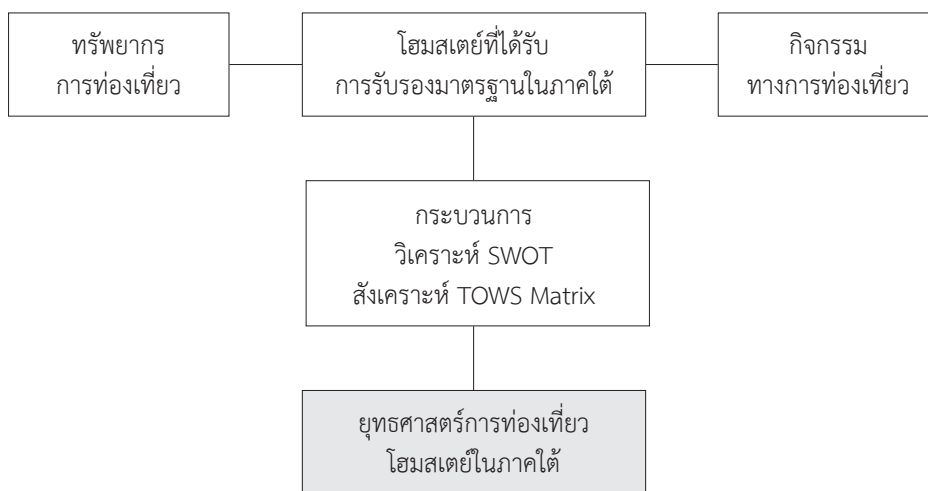 ทรัพยากร
การท่องเที่ยว
โฮมสเตย์ที่ได้รับ
การรับรองมาตรฐานในภาคใต้
กิจกรรม
ทางการท่องเที่ยว
กระบวนการ
วิเคราะห์ SWOT
สังเคราะห์ TOWS Matrix
ยุทธศาสตร์การท่องเที่ยว
โฮมสเตย์ในภาคใต้